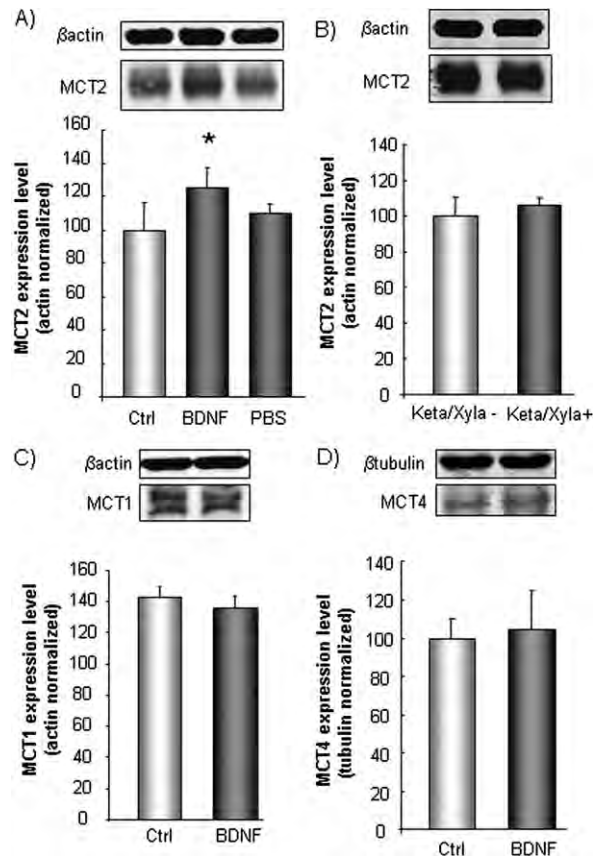 A)
βactin
MCT2
MCT2 expression level
(actin normalized)
160
140
120
100
80
60
40
20
0
*
Ctrl BDNF PBS
B)
βactin
MCT2
MCT2 expression level
(actin normalized)
140
120
100
80
60
40
20
0
Keta/Xyla - Keta/Xyla+
C)
βactin
MCT1
MCT1 expression level
(actin normalized)
160
140
120
140
80
60
40
20
0
Ctrl BDNF
D)
βtubulin
MCT4
MCT4 expression level
(tubulin normalized)
140
120
100
80
60
40
20
0
Ctrl BDNF